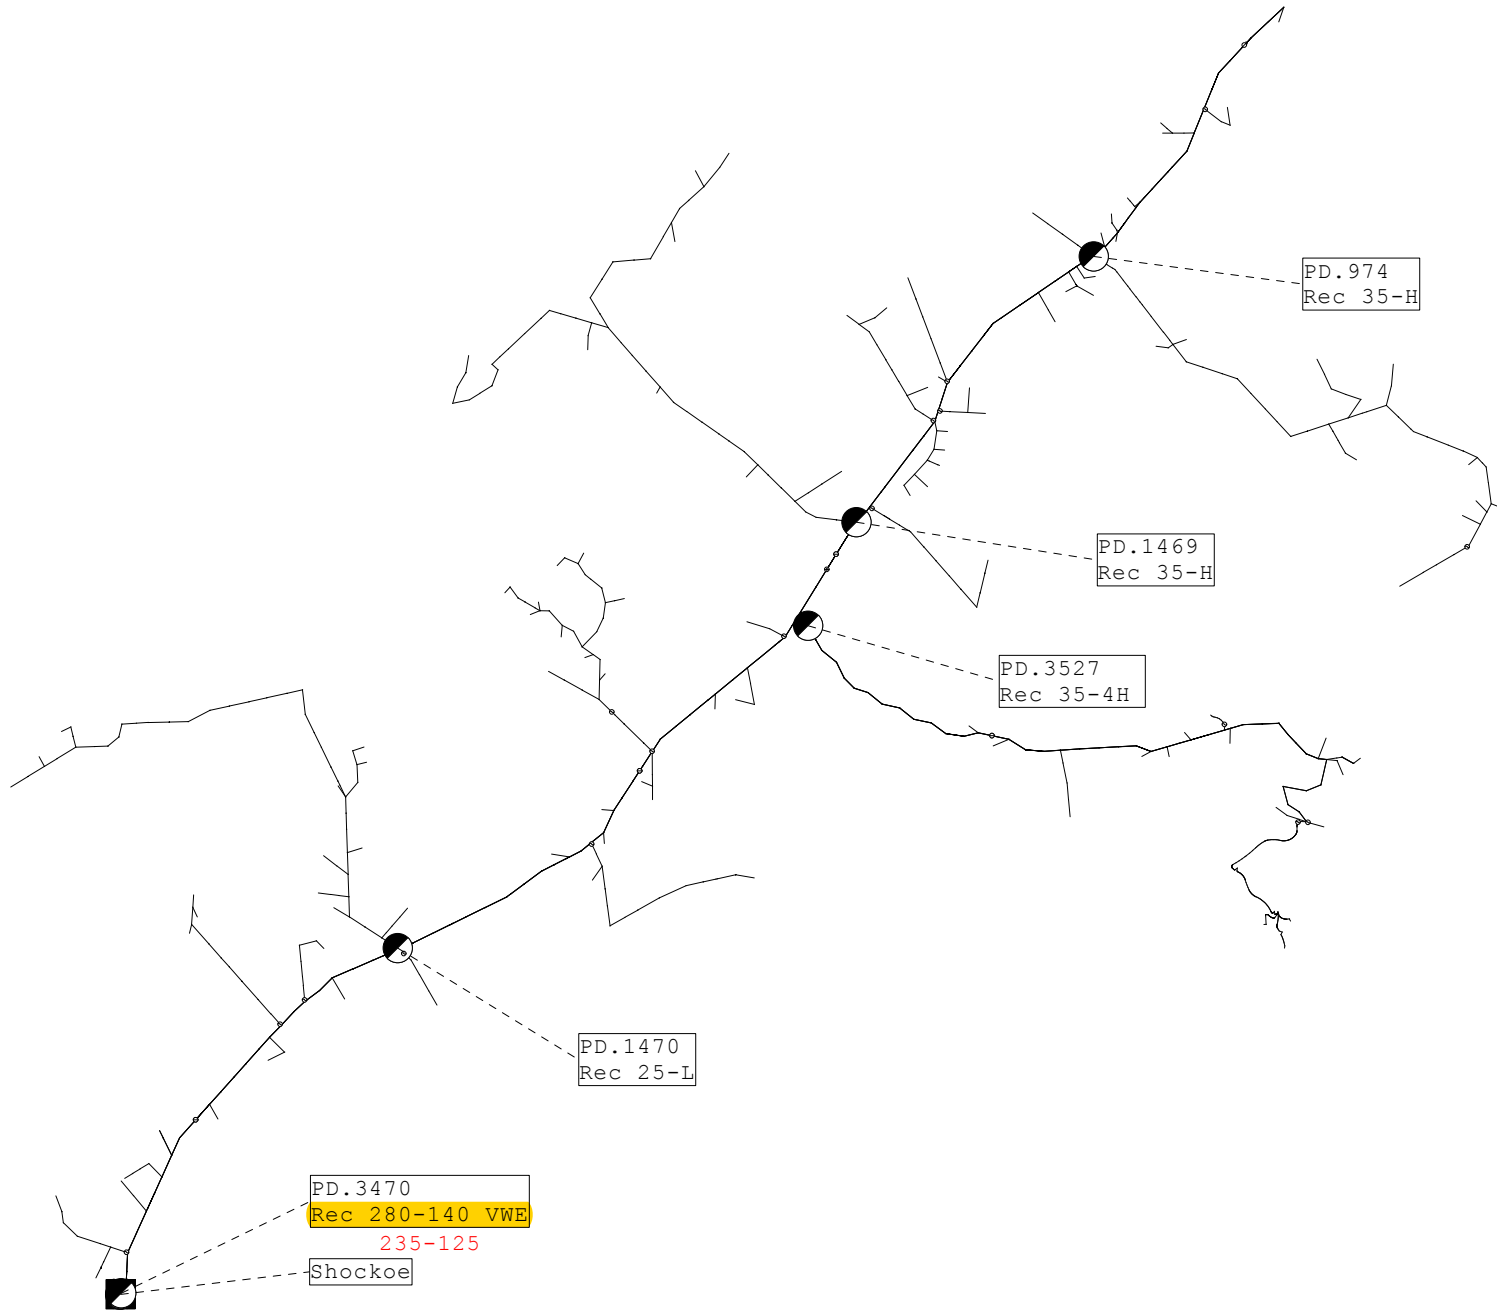 PD.974
Rec 35-H
PD.1469
Rec 35-H
PD.3527
Rec 35-4H
PD.1470
Rec 25-L
PD.3470
Rec 280-140 VWE
235-125
Shockoe